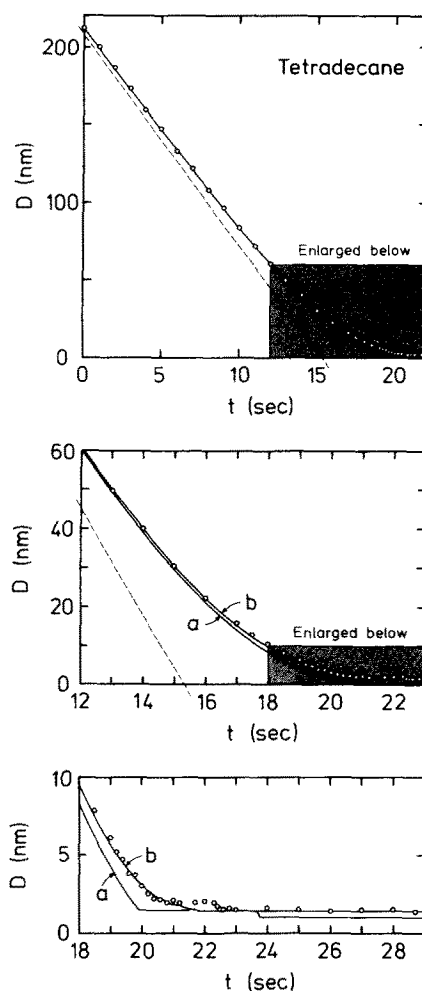 200
Tetradecane
D (nm)
100
Enlarged below
0
0 5 10 15 20
t (sec)
60
40
D (nm)
20
b
a
Enlarged below
0
12 14 16 18 20 22
t (sec)
10
D (nm)
5
b
a
0
18 20 22 24 26 28
t (sec)